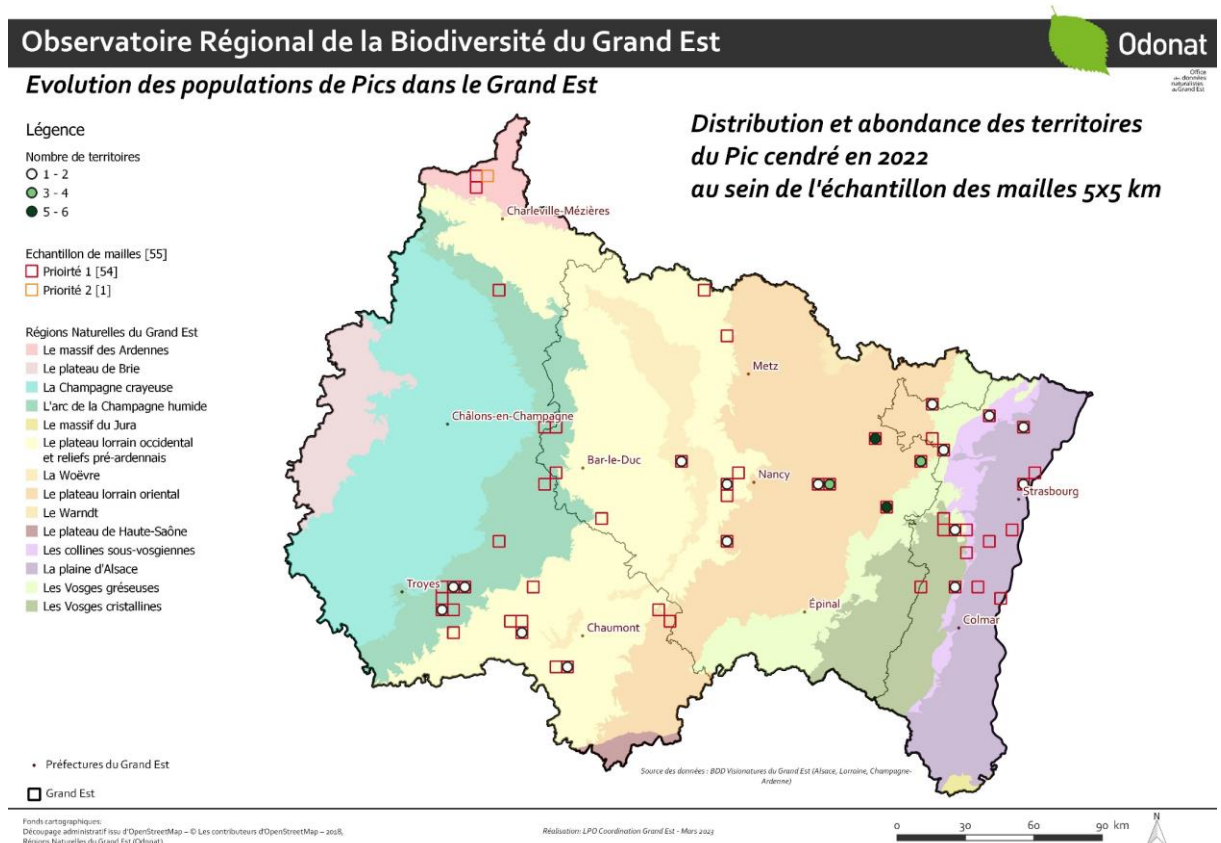 Observatoire Régional de la Biodiversité du Grand Est
Odonat
Office
des données
naturalistes
du Grand Est
Evolution des populations de Pics dans le Grand Est
Distribution et abondance des territoires
du Pic cendré en 2022
au sein de l'échantillon des mailles 5x5 km
Légende
Nombre de territoires
1 - 2
3 - 4
5 - 6
Echantillon de mailles [55]
Prioirté 1 [54]
Priorité 2 [1]
Régions Naturelles du Grand Est
Le massif des Ardennes
Le plateau de Brie
La Champagne crayeuse
L'arc de la Champagne humide
Le massif du Jura
Le plateau lorrain occidental
et reliefs pré-ardennais
La Woëvre
Le plateau lorrain oriental
Le Warndt
Le plateau de Haute-Saône
Les collines sous-vosgiennes
La plaine d'Alsace
Les Vosges gréseuses
Les Vosges cristallines
Charleville-Mézières
Metz
Châlons-en-Champagne
Bar-le-Duc
Nancy
Strasbourg
Troyes
Épinal
Chaumont
Colmar
Préfectures du Grand Est
Grand Est
Source des données : BDD Visionatures du Grand Est (Alsace, Lorraine, Champagne-
Ardenne)
Fonds cartographiques:
Découpage administratif issu d'OpenStreetMap – © Les contributeurs d'OpenStreetMap – 2018,
Régions Naturelles du Grand Est (Odonat)
Réalisation: LPO Coordination Grand Est - Mars 2023
0 30 60 90 km
N